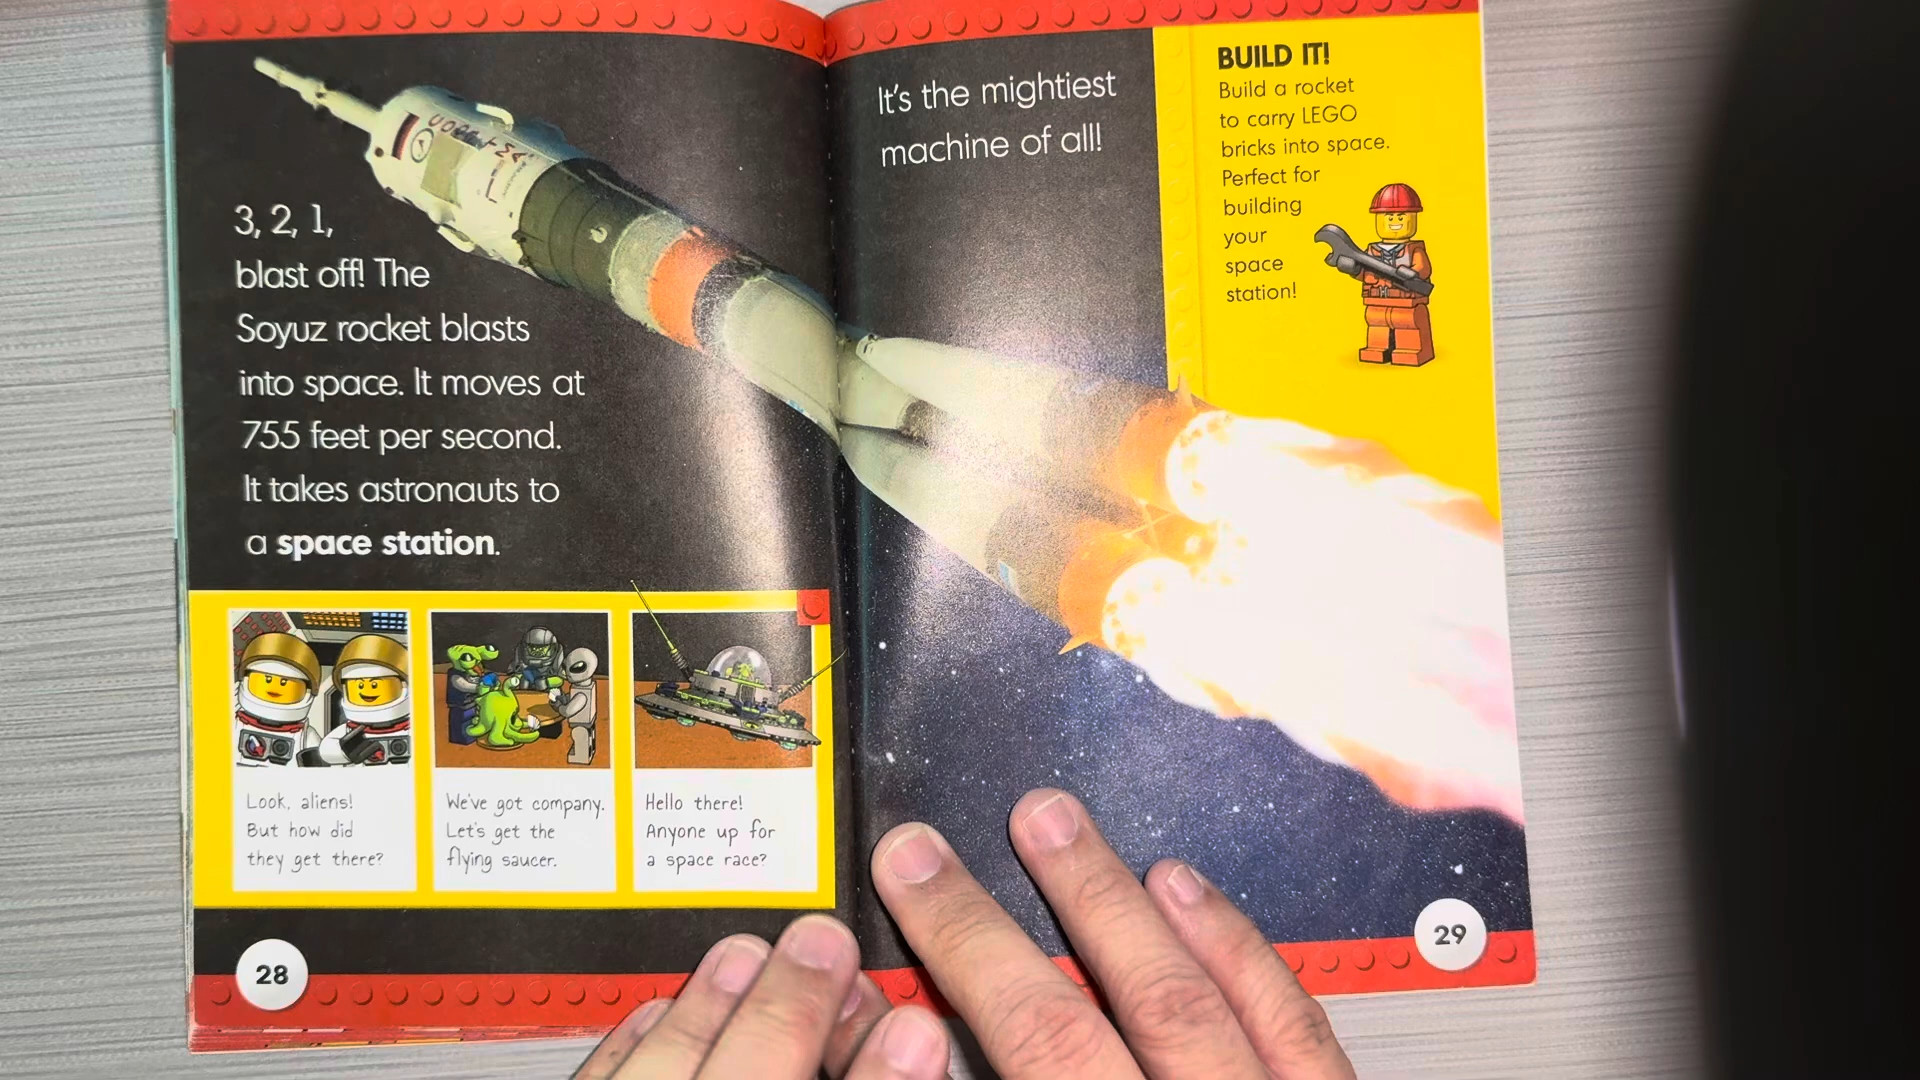 3, 2, 1,
blast off! The
Soyuz rocket blasts
into space. It moves at
755 feet per second.
It takes astronauts to
a space station.
Look, aliens!
But how did
they get there?
We've got company.
Let's get the
flying saucer.
Hello there!
Anyone up for
a space race?
28
It's the mightiest
machine of all!
BUILD IT!
Build a rocket
to carry LEGO
bricks into space.
Perfect for
building
your
space
station!
29